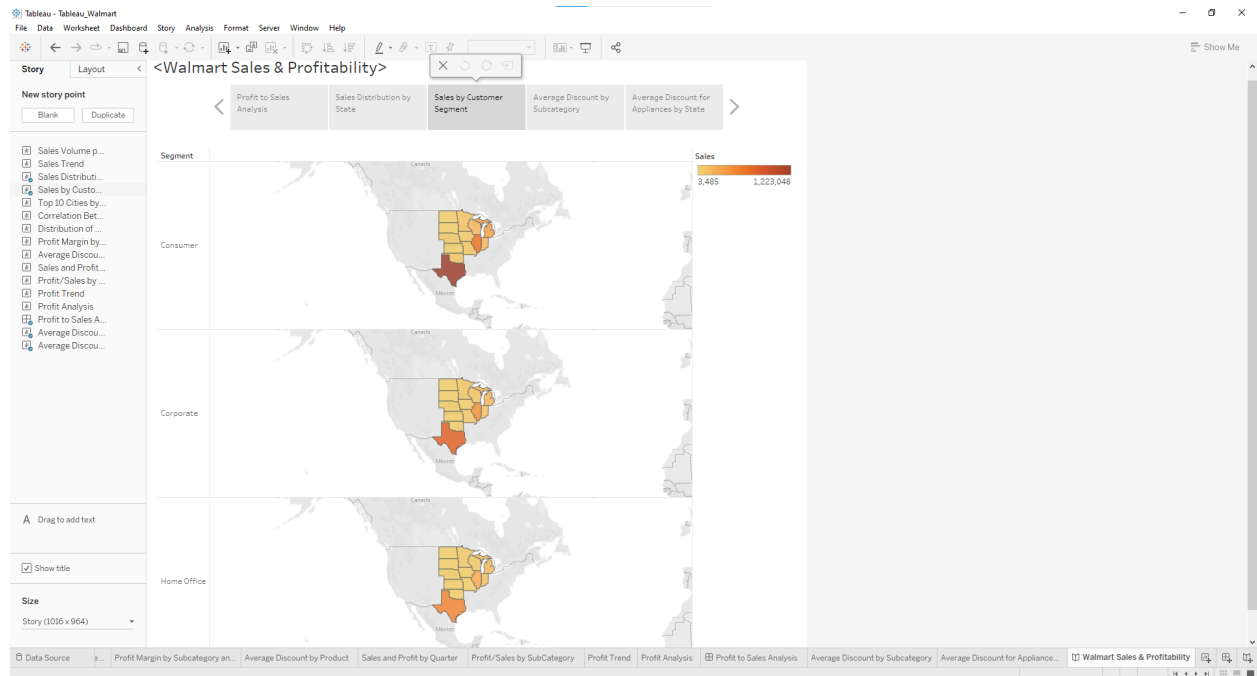 Tableau - Tableau_Walmart
File Data Worksheet Dashboard Story Analysis Format Server Window Help
Show Me
Story Layout
<Walmart Sales & Profitability>
New story point
Blank Duplicate
Profit to Sales Analysis
Sales Distribution by State
Sales by Customer Segment
Average Discount by Subcategory
Average Discount for Appliances by State
Sales Volume p...
Sales Trend
Sales Distributi...
Sales by Custo...
Top 10 Cities by...
Correlation Bet...
Distribution of ...
Profit Margin by...
Average Discou...
Sales and Profit...
Profit/Sales by ...
Profit Trend
Profit Analysis
Profit to Sales A...
Average Discou...
Average Discou...
Segment
Sales
3,485 1,223,048
Canada
Consumer
Mexico
Canada
Corporate
Mexico
Canada
Home Office
Mexico
A Drag to add text
Show title
Size
Story (1016 x 964)
Data Source
Profit Margin by Subcategory an...
Average Discount by Product
Sales and Profit by Quarter
Profit/Sales by SubCategory
Profit Trend
Profit Analysis
Profit to Sales Analysis
Average Discount by Subcategory
Average Discount for Appliance...
Walmart Sales & Profitability